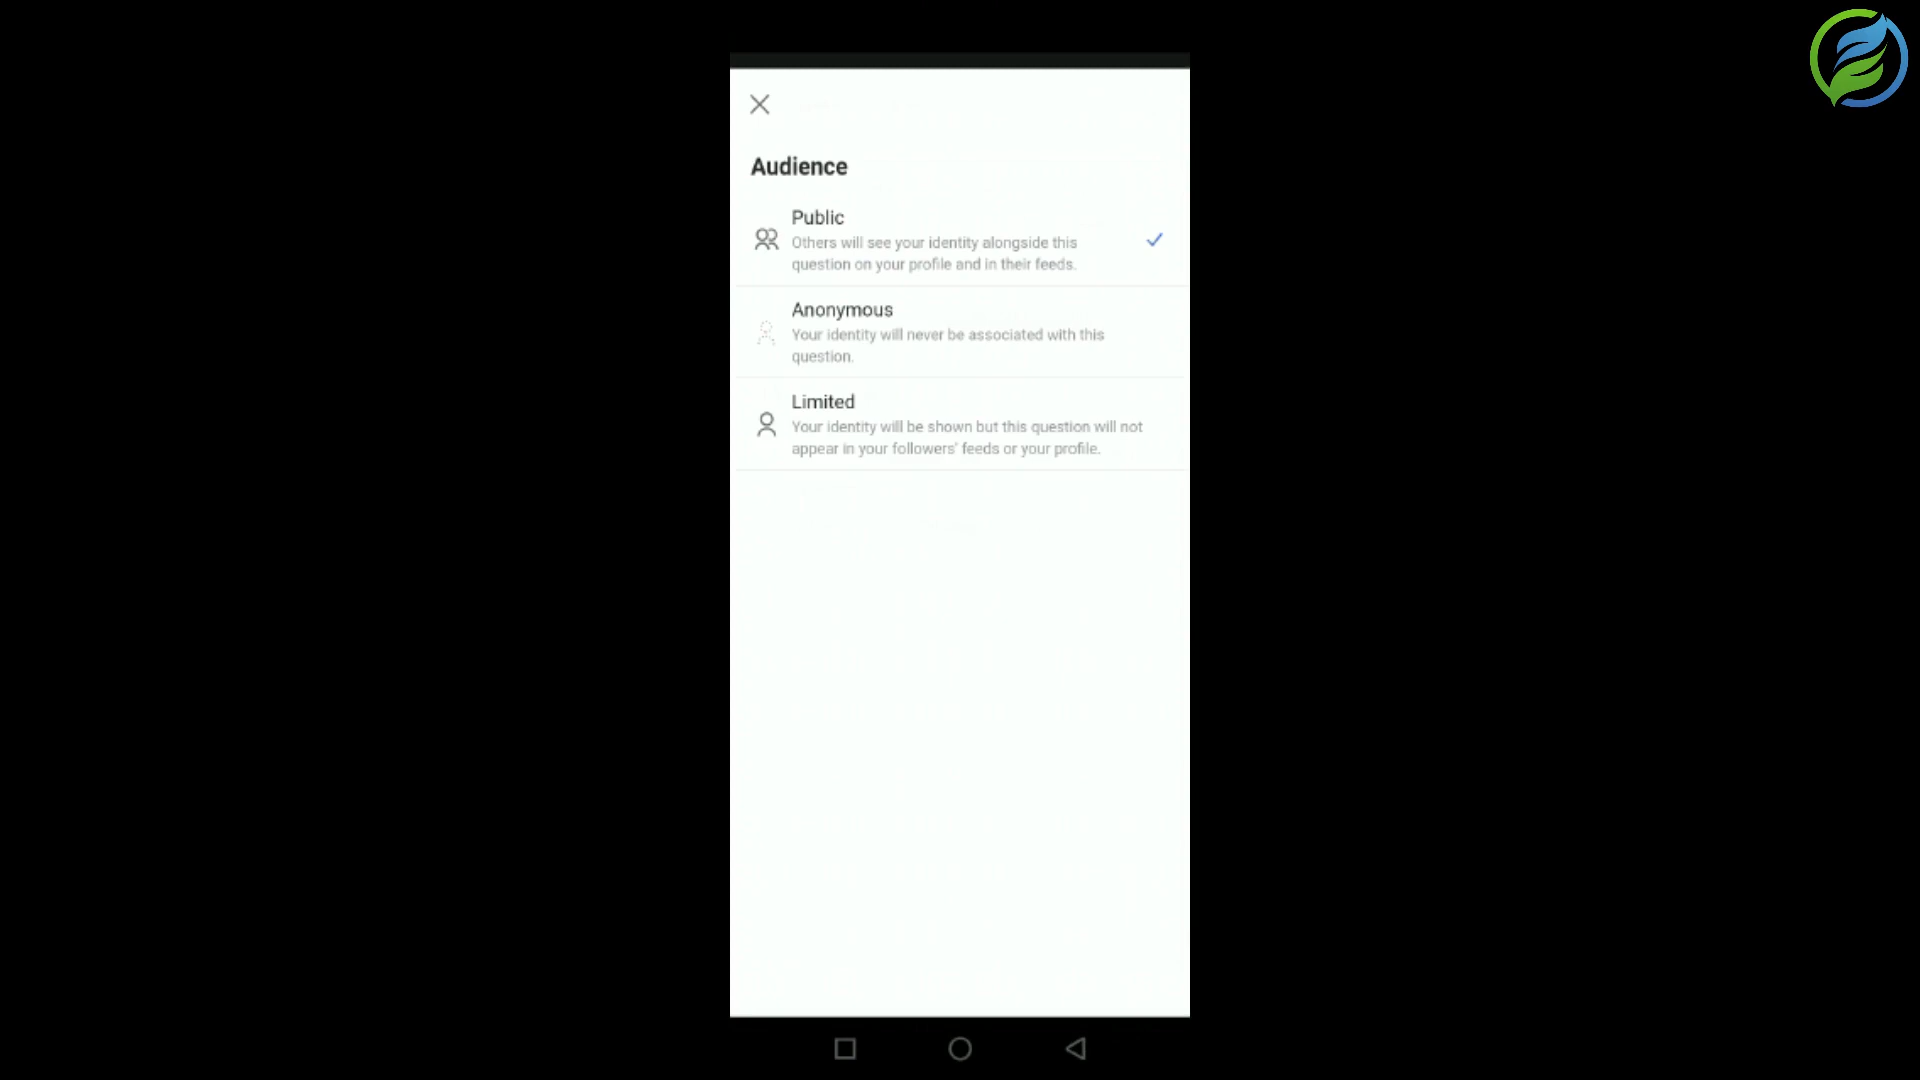 Audience
Public
Others will see your identity alongside this
question on your profile and in their feeds.
Anonymous
Your identity will never be associated with this
question.
Limited
Your identity will be shown but this question will not
appear in your followers' feeds or your profile.